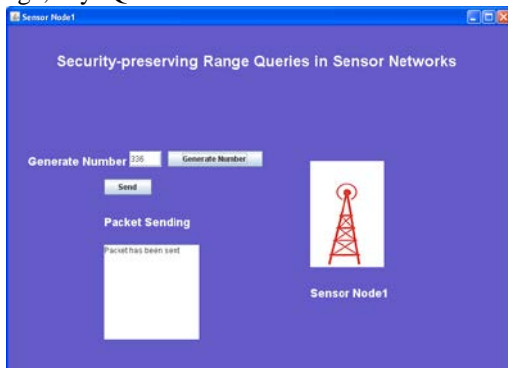 Sensor Node1
Security-preserving Range Queries in Sensor Networks
Generate Number 336 Generate Number
Send
Packet Sending
Packet has been sent
Sensor Node1